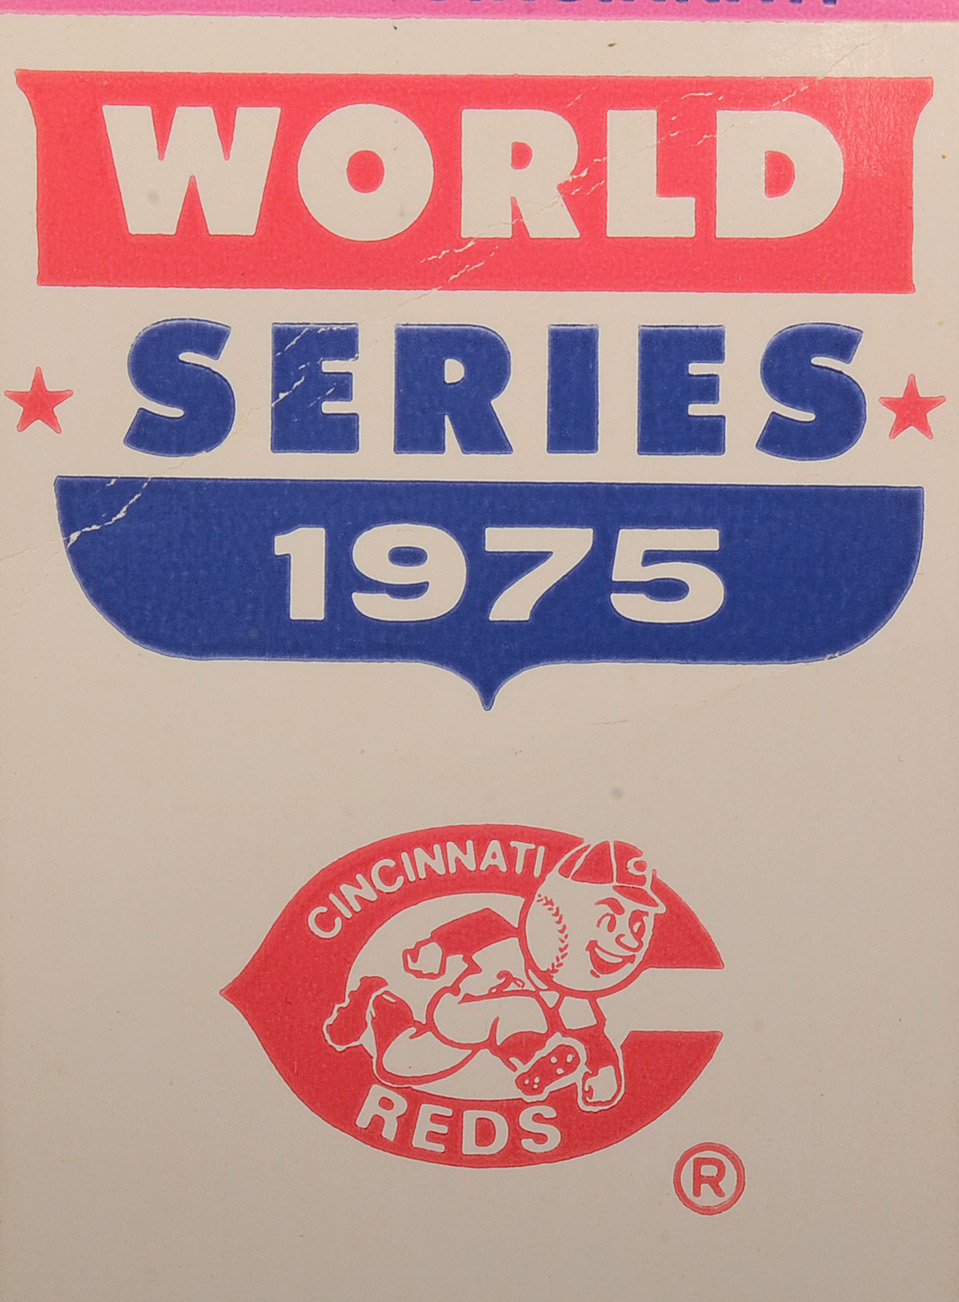 WORLD
SERIES
1975
CINCINNATI
REDS
®